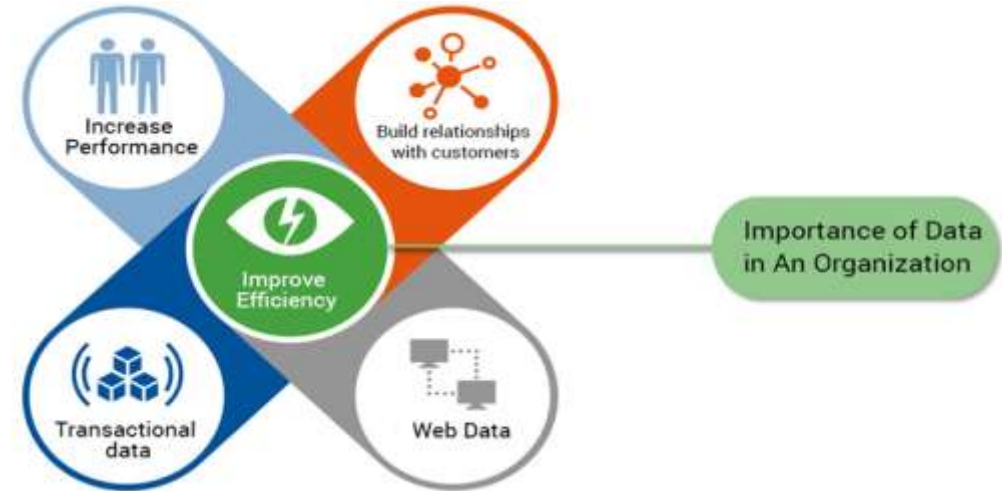 Increase
Performance
Build relationships
with customers
Improve
Efficiency
Importance of Data
in An Organization
Transactional
data
Web Data